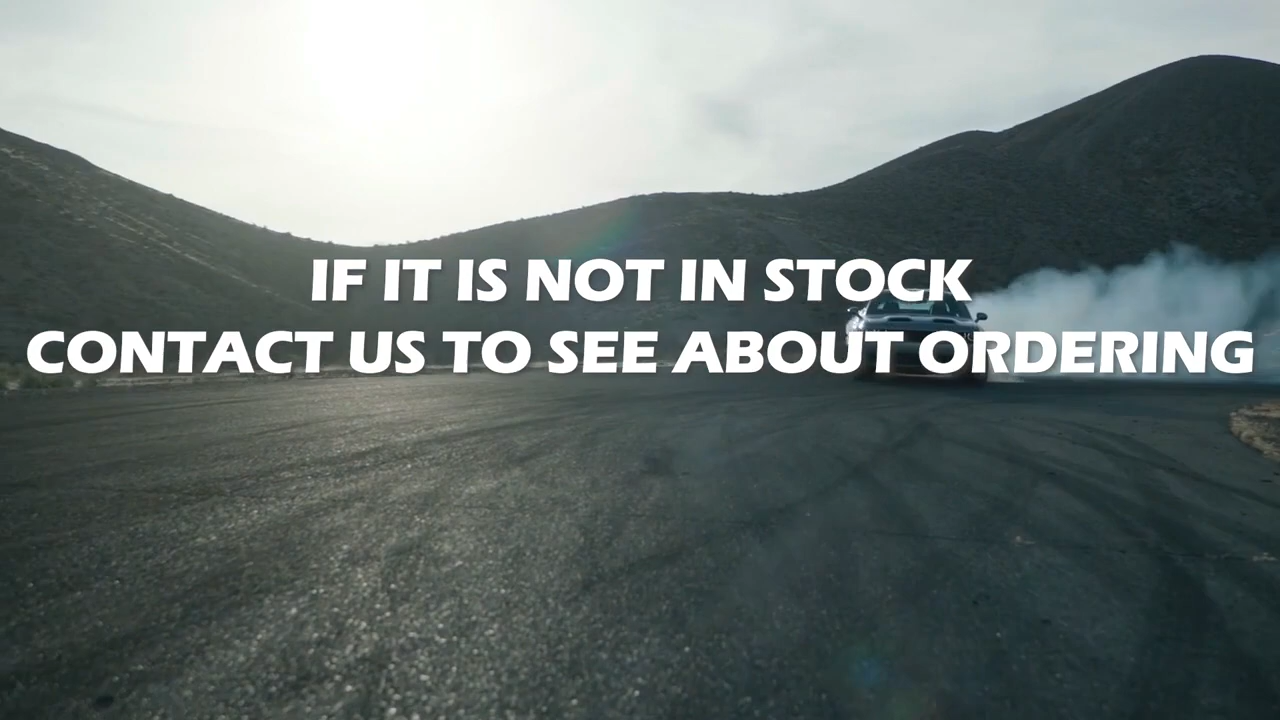 IF IT IS NOT IN STOCK
CONTACT US TO SEE ABOUT ORDERING